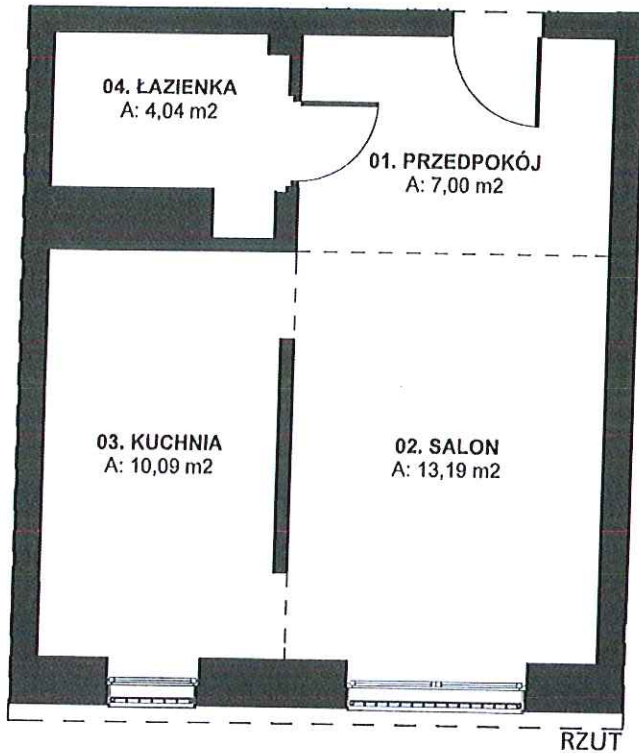 04. ŁAZIENKA
A: 4,04 m2
01. PRZEDPOKÓJ
A: 7,00 m2
03. KUCHNIA
A: 10,09 m2
02. SALON
A: 13,19 m2
RZUT